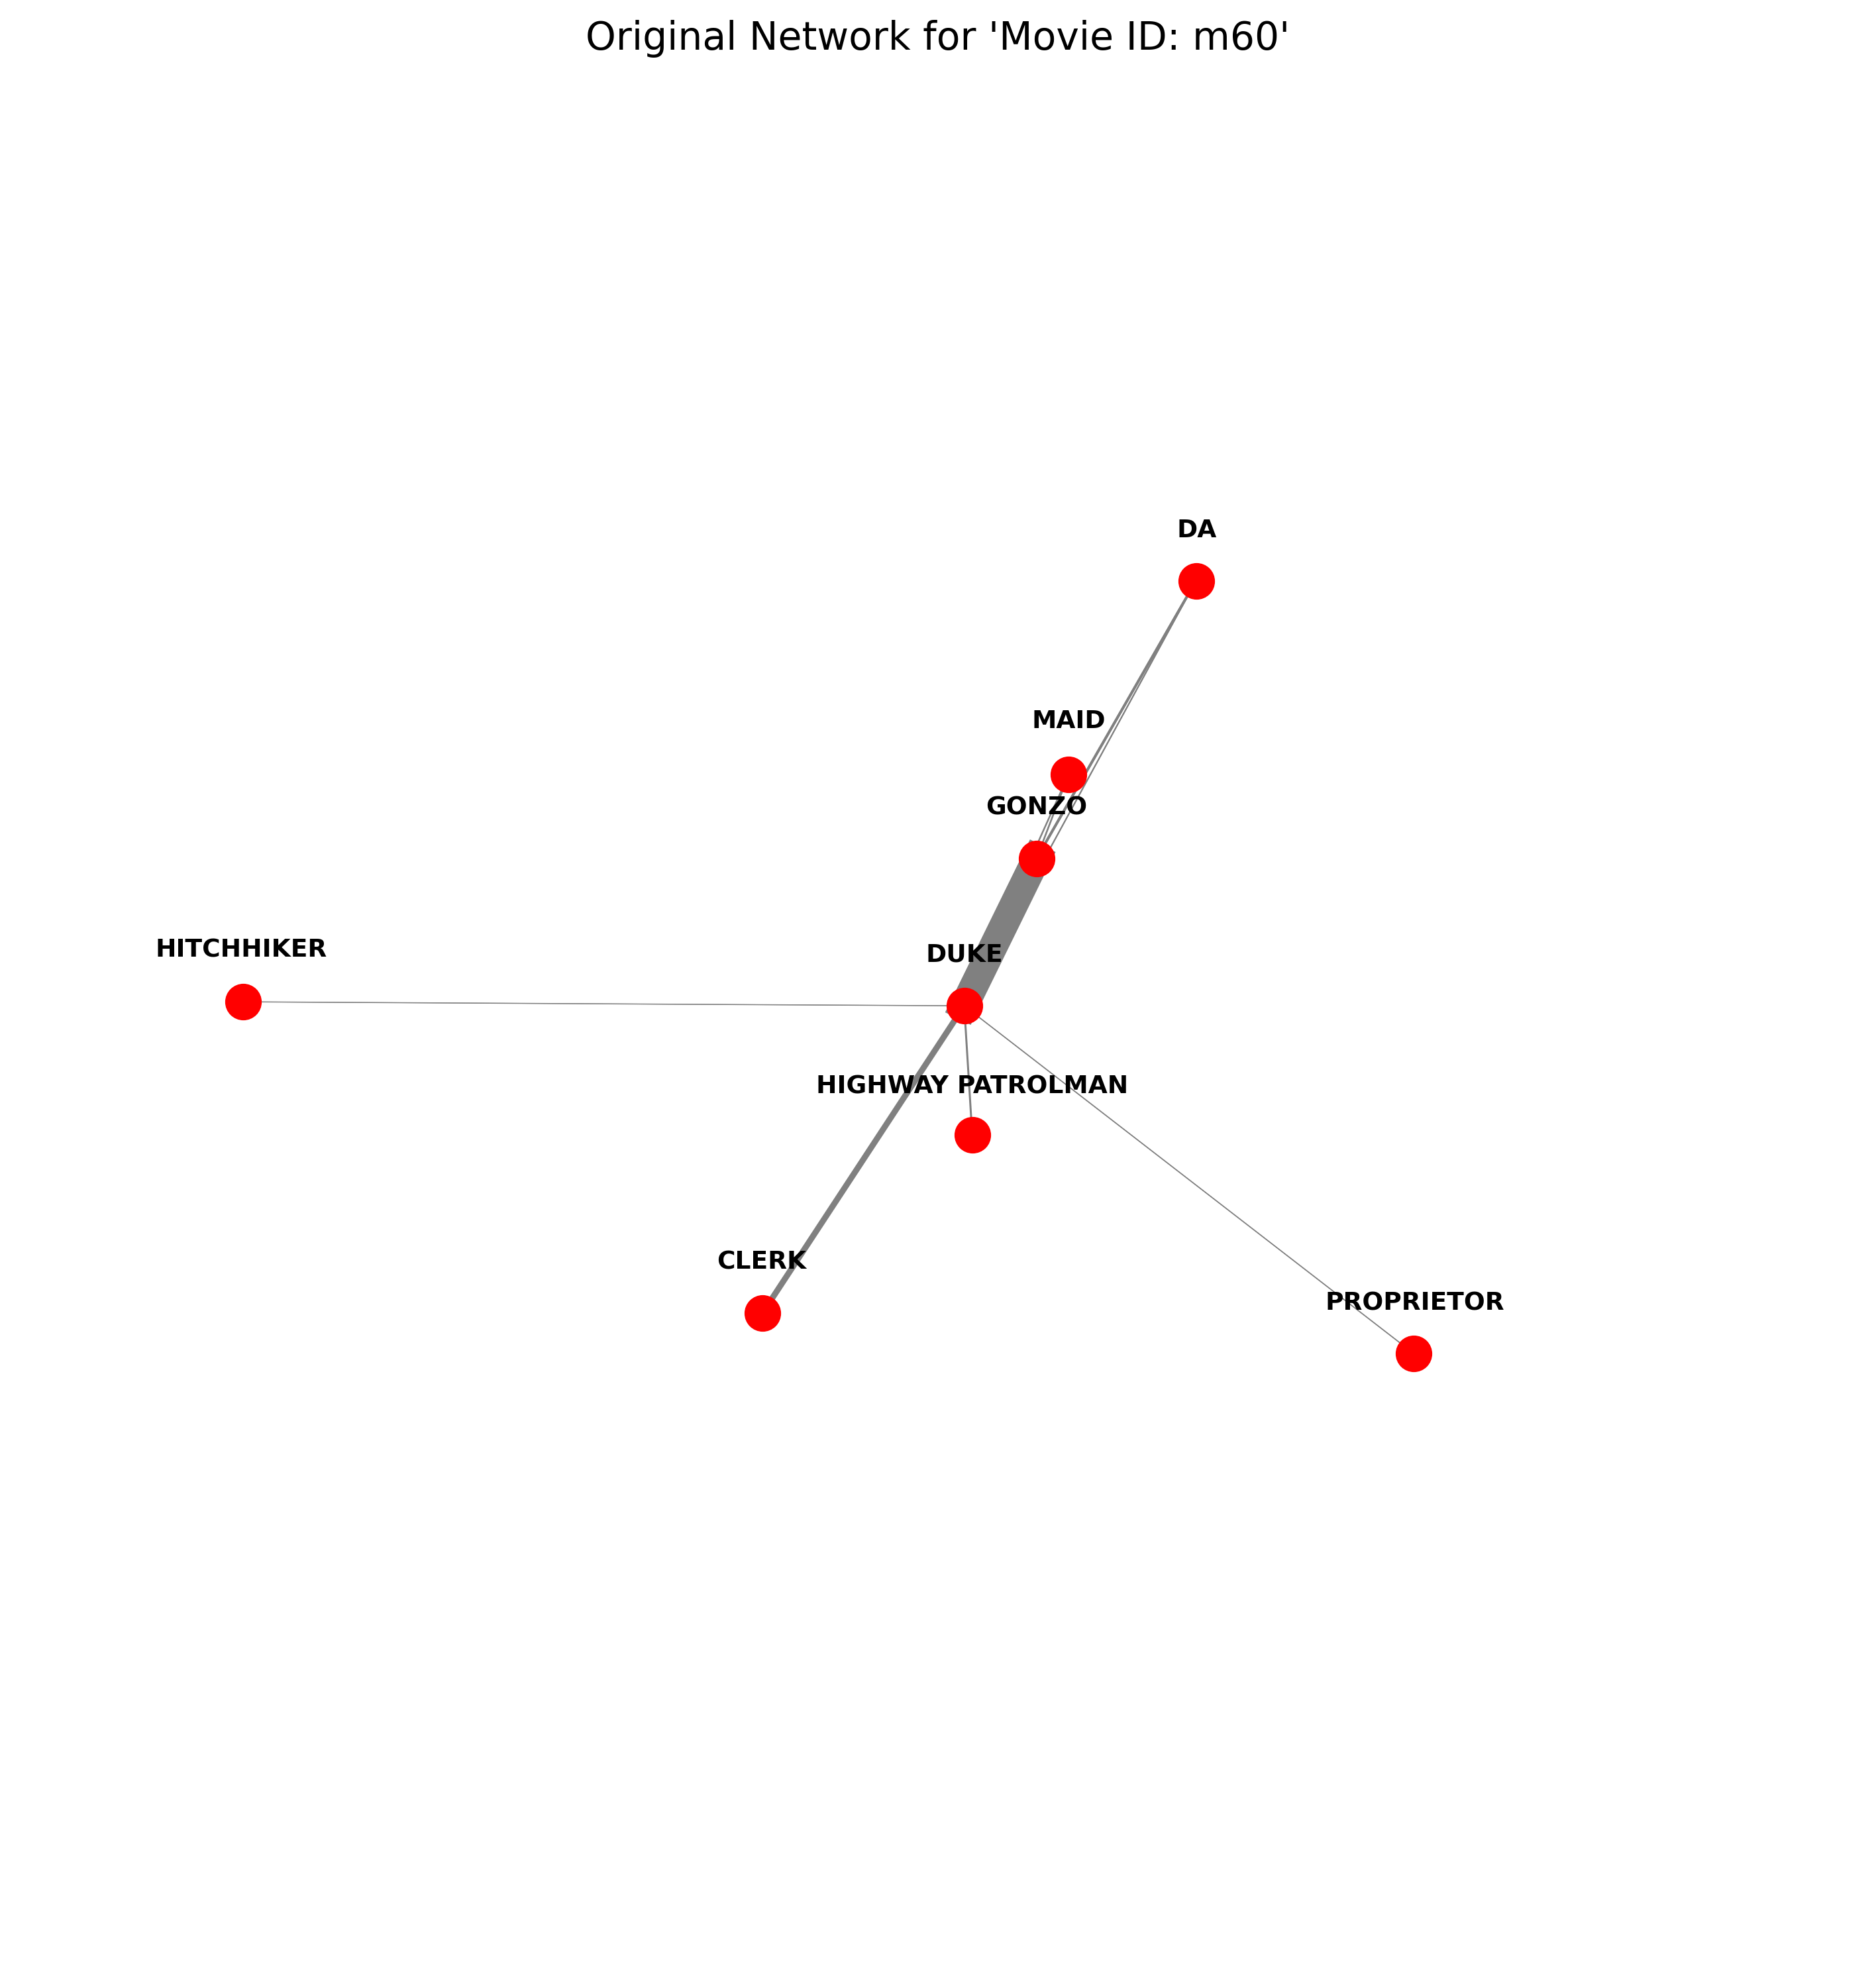 Original Network for 'Movie ID: m60'
DA
MAID
GONZO
HITCHHIKER
DUKE
HIGHWAY PATROLMAN
CLERK
PROPRIETOR